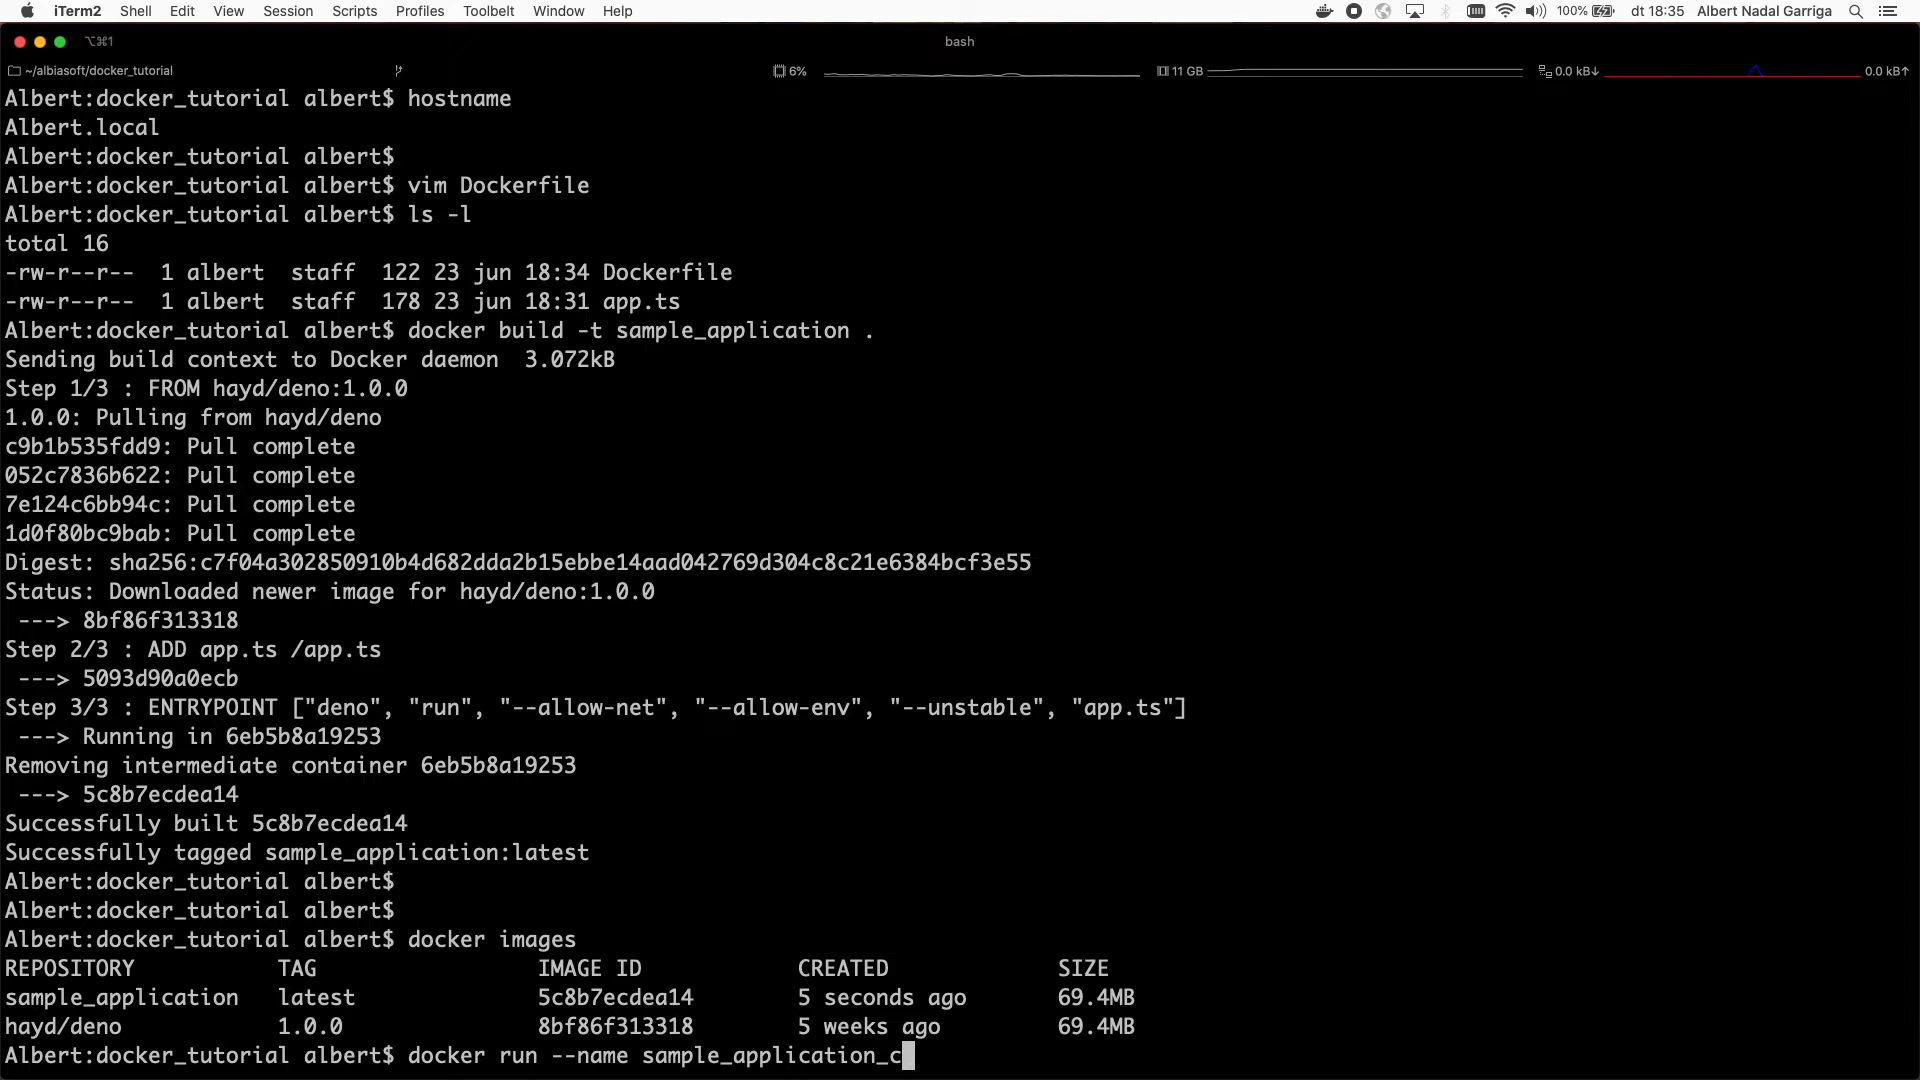 iTerm2 Shell Edit View Session Scripts Profiles Toolbelt Window Help 100% dt 18:35 Albert Nadal Garriga
⌥⌘1 bash
~/albiasoft/docker_tutorial 6% 11 GB 0.0 kB↓ 0.0 kB↑
Albert:docker_tutorial albert$ hostname
Albert.local
Albert:docker_tutorial albert$
Albert:docker_tutorial albert$ vim Dockerfile
Albert:docker_tutorial albert$ ls -l
total 16
-rw-r--r--  1 albert  staff  122 23 jun 18:34 Dockerfile
-rw-r--r--  1 albert  staff  178 23 jun 18:31 app.ts
Albert:docker_tutorial albert$ docker build -t sample_application .
Sending build context to Docker daemon  3.072kB
Step 1/3 : FROM hayd/deno:1.0.0
1.0.0: Pulling from hayd/deno
c9b1b535fdd9: Pull complete
052c7836b622: Pull complete
7e124c6bb94c: Pull complete
1d0f80bc9bab: Pull complete
Digest: sha256:c7f04a302850910b4d682dda2b15ebbe14aad042769d304c8c21e6384bcf3e55
Status: Downloaded newer image for hayd/deno:1.0.0
 ---> 8bf86f313318
Step 2/3 : ADD app.ts /app.ts
 ---> 5093d90a0ecb
Step 3/3 : ENTRYPOINT ["deno", "run", "--allow-net", "--allow-env", "--unstable", "app.ts"]
 ---> Running in 6eb5b8a19253
Removing intermediate container 6eb5b8a19253
 ---> 5c8b7ecdea14
Successfully built 5c8b7ecdea14
Successfully tagged sample_application:latest
Albert:docker_tutorial albert$
Albert:docker_tutorial albert$
Albert:docker_tutorial albert$ docker images
REPOSITORY           TAG                 IMAGE ID            CREATED             SIZE
sample_application   latest              5c8b7ecdea14        5 seconds ago       69.4MB
hayd/deno            1.0.0               8bf86f313318        5 weeks ago         69.4MB
Albert:docker_tutorial albert$ docker run --name sample_application_c